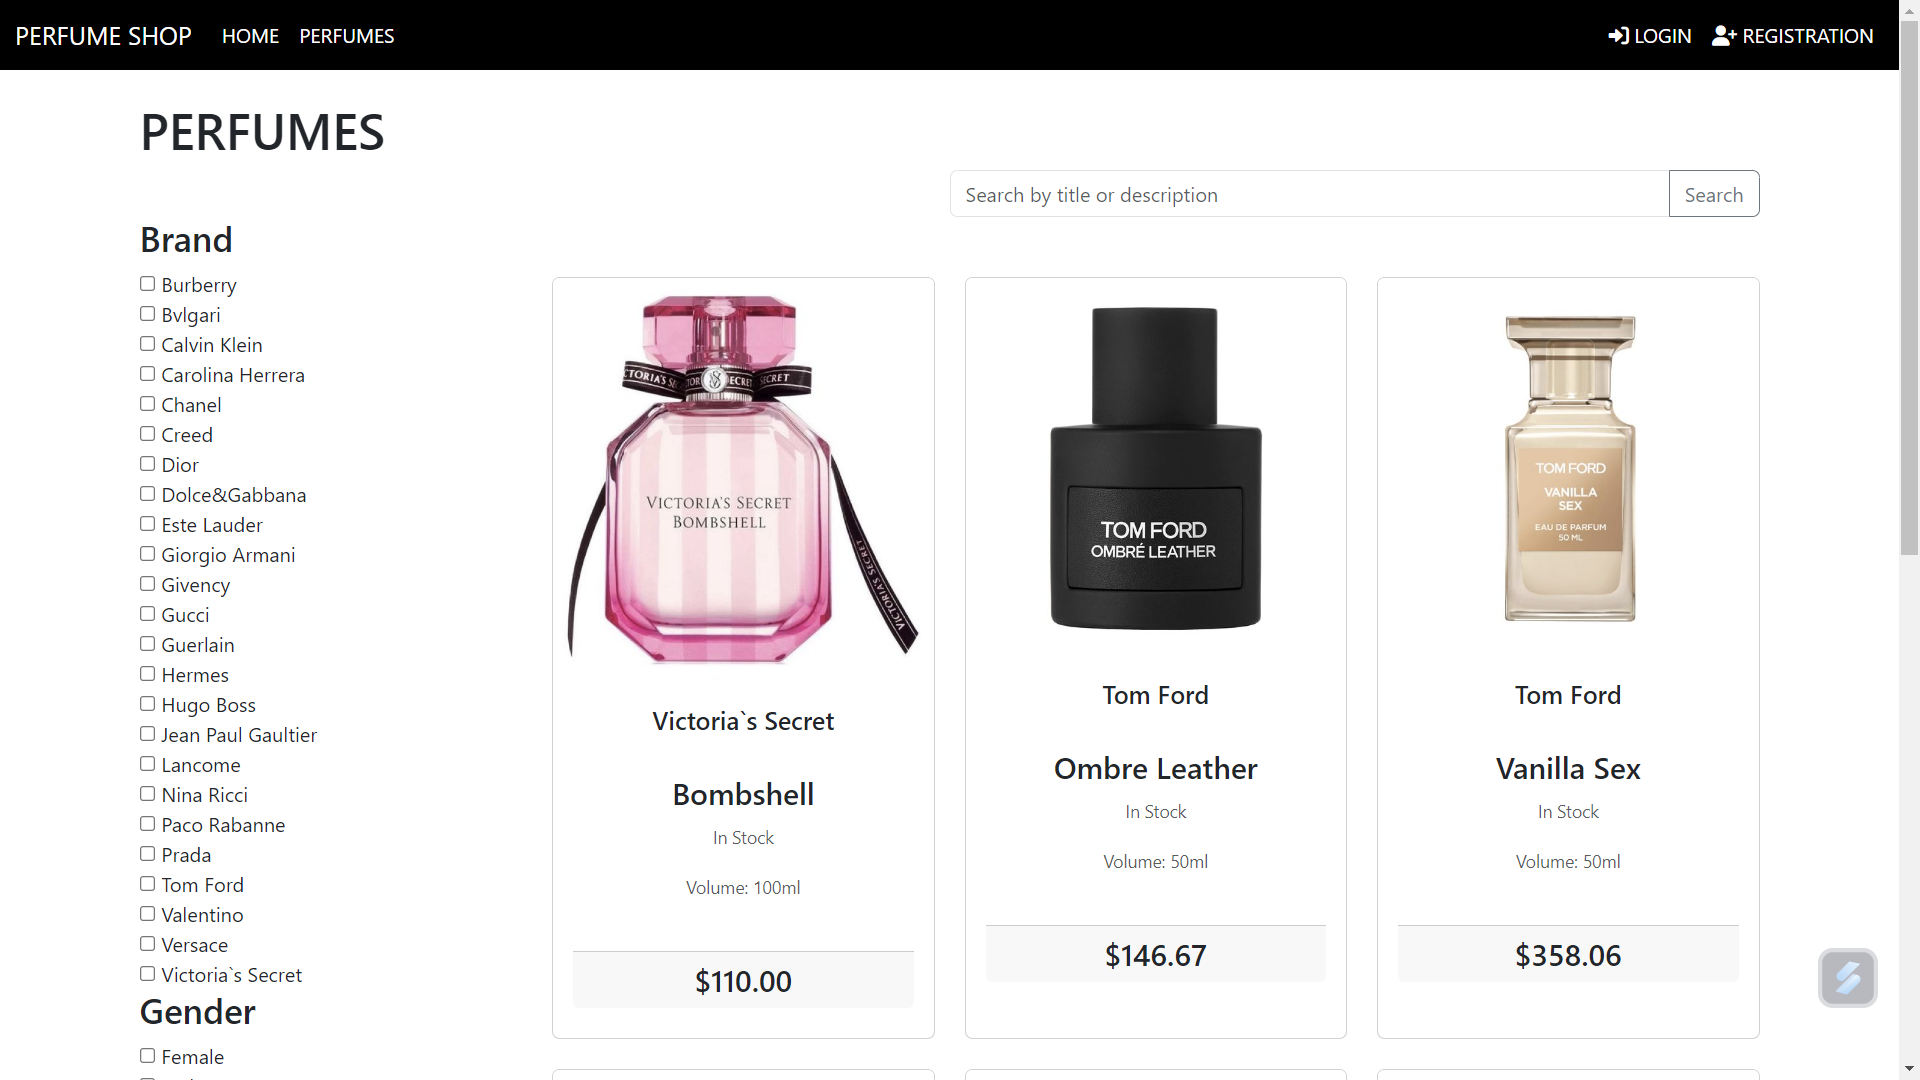 PERFUME SHOP HOME PERFUMES LOGIN REGISTRATION
PERFUMES
Search by title or description Search
Brand
Burberry
Bvlgari
Calvin Klein
Carolina Herrera
Chanel
Creed
Dior
Dolce&Gabbana
Este Lauder
Giorgio Armani
Givency
Gucci
Guerlain
Hermes
Hugo Boss
Jean Paul Gaultier
Lancome
Nina Ricci
Paco Rabanne
Prada
Tom Ford
Valentino
Versace
Victoria`s Secret
Gender
Female
VICTORIA'S SECRET
BOMBSHELL
VICTORIA'S SECRET
Victoria`s Secret
Bombshell
In Stock
Volume: 100ml
$110.00
TOM FORD
OMBRÉ LEATHER
Tom Ford
Ombre Leather
In Stock
Volume: 50ml
$146.67
TOM FORD
VANILLA
SEX
EAU DE PARFUM
50 ML
Tom Ford
Vanilla Sex
In Stock
Volume: 50ml
$358.06